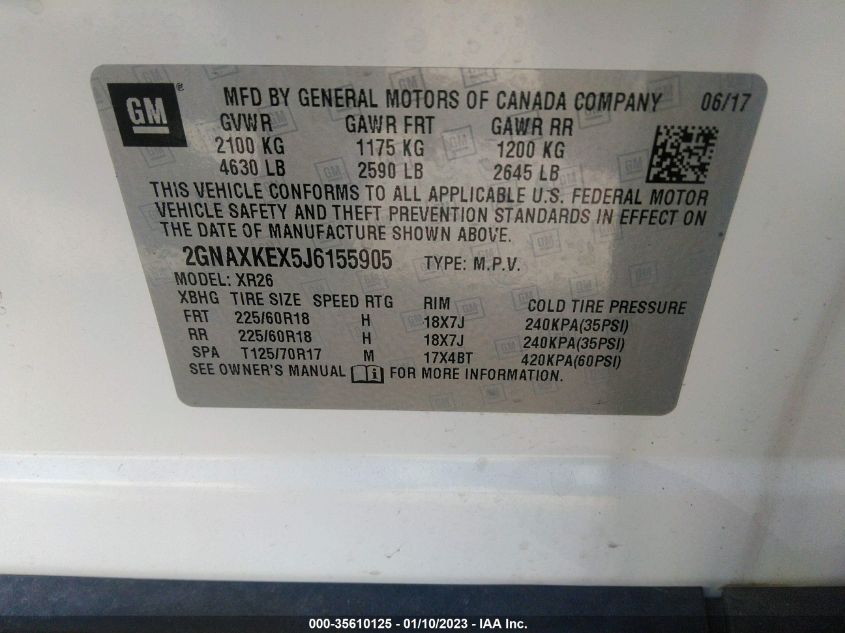 GM ®
MFD BY GENERAL MOTORS OF CANADA COMPANY 06/17
GVWR GAWR FRT GAWR RR
2100 KG 1175 KG 1200 KG
4630 LB 2590 LB 2645 LB
THIS VEHICLE CONFORMS TO ALL APPLICABLE U.S. FEDERAL MOTOR
VEHICLE SAFETY AND THEFT PREVENTION STANDARDS IN EFFECT ON
THE DATE OF MANUFACTURE SHOWN ABOVE.
2GNAXKEX5J6155905 TYPE: M.P.V.
MODEL: XR26
XBHG TIRE SIZE SPEED RTG RIM COLD TIRE PRESSURE
FRT 225/60R18 H 18X7J 240KPA(35PSI)
RR 225/60R18 H 18X7J 240KPA(35PSI)
SPA T125/70R17 M 17X4BT 420KPA(60PSI)
SEE OWNER'S MANUAL i FOR MORE INFORMATION.
000-35610125 - 01/10/2023 - IAA Inc.